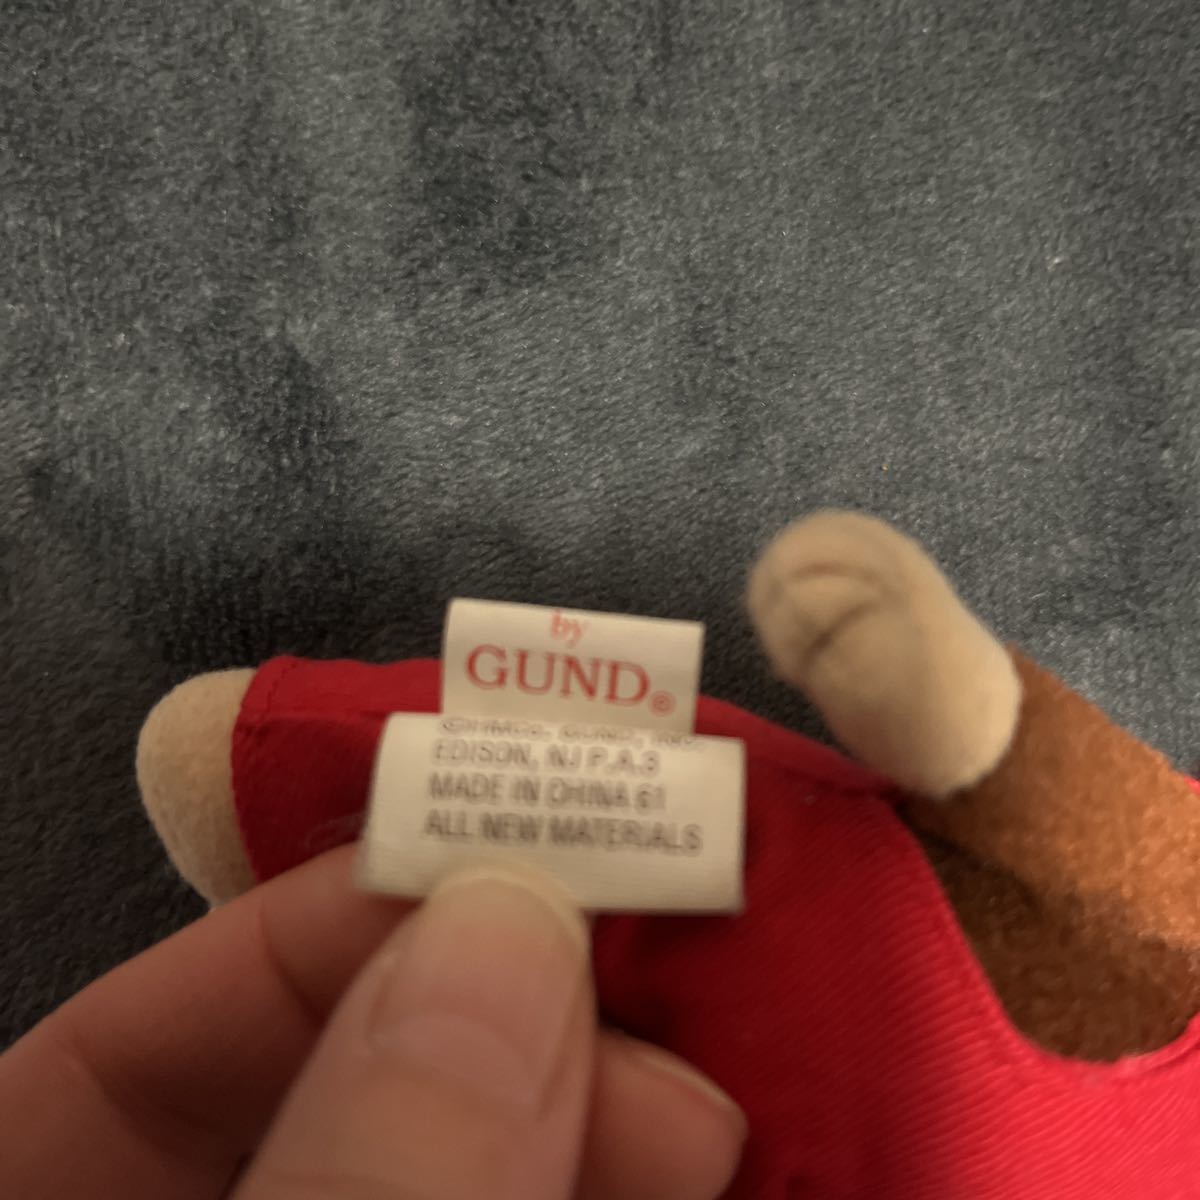 by
GUND©
EDISON, NJ P.A.3
MADE IN CHINA 61
ALL NEW MATERIALS